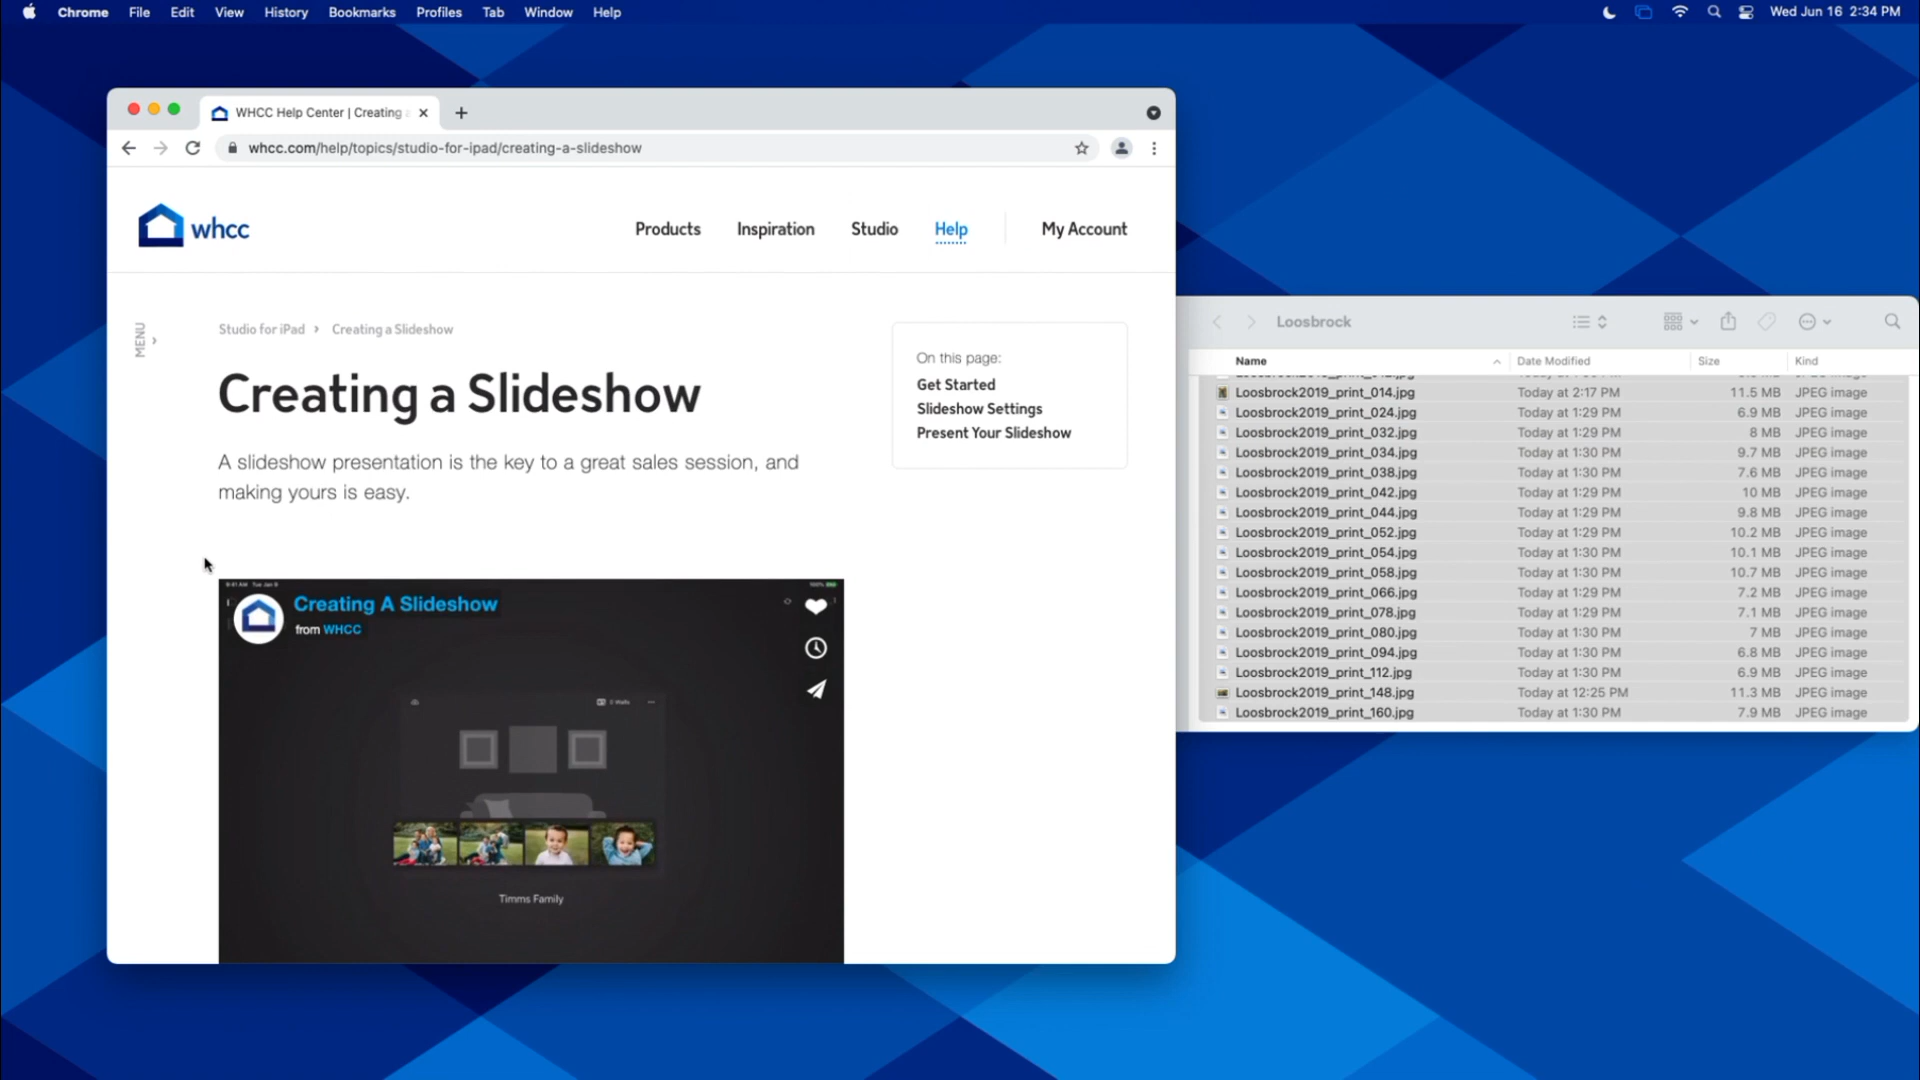 Chrome File Edit View History Bookmarks Profiles Tab Window Help
Wed Jun 16 2:34 PM
WHCC Help Center | Creating
whcc.com/help/topics/studio-for-ipad/creating-a-slideshow
whcc
Products Inspiration Studio Help My Account
MENU
Studio for iPad › Creating a Slideshow
Creating a Slideshow
A slideshow presentation is the key to a great sales session, and
making yours is easy.
On this page:
Get Started
Slideshow Settings
Present Your Slideshow
9:41 AM Tue Jan 9
100%
Creating A Slideshow
from WHCC
2 Walls
Timms Family
Loosbrock
Name Date Modified Size Kind
Loosbrock2019_print_014.jpg Today at 2:17 PM 11.5 MB JPEG image
Loosbrock2019_print_024.jpg Today at 1:29 PM 6.9 MB JPEG image
Loosbrock2019_print_032.jpg Today at 1:29 PM 8 MB JPEG image
Loosbrock2019_print_034.jpg Today at 1:30 PM 9.7 MB JPEG image
Loosbrock2019_print_038.jpg Today at 1:30 PM 7.6 MB JPEG image
Loosbrock2019_print_042.jpg Today at 1:29 PM 10 MB JPEG image
Loosbrock2019_print_044.jpg Today at 1:29 PM 9.8 MB JPEG image
Loosbrock2019_print_052.jpg Today at 1:29 PM 10.2 MB JPEG image
Loosbrock2019_print_054.jpg Today at 1:30 PM 10.1 MB JPEG image
Loosbrock2019_print_058.jpg Today at 1:30 PM 10.7 MB JPEG image
Loosbrock2019_print_066.jpg Today at 1:29 PM 7.2 MB JPEG image
Loosbrock2019_print_078.jpg Today at 1:29 PM 7.1 MB JPEG image
Loosbrock2019_print_080.jpg Today at 1:30 PM 7 MB JPEG image
Loosbrock2019_print_094.jpg Today at 1:30 PM 6.8 MB JPEG image
Loosbrock2019_print_112.jpg Today at 1:30 PM 6.9 MB JPEG image
Loosbrock2019_print_148.jpg Today at 12:25 PM 11.3 MB JPEG image
Loosbrock2019_print_160.jpg Today at 1:30 PM 7.9 MB JPEG image